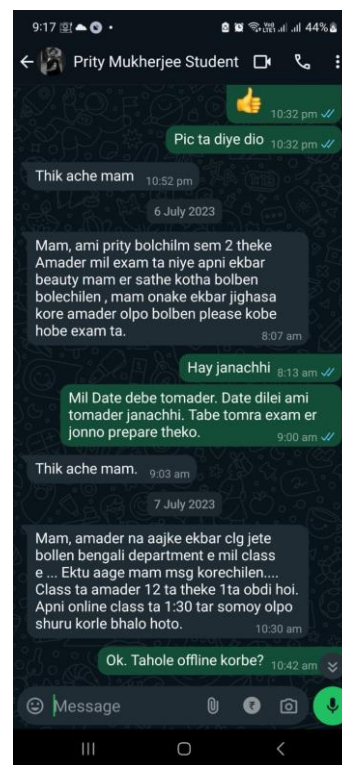 9:17
44%
Prity Mukherjee Student
👍
10:32 pm
Pic ta diye dio 10:32 pm
Thik ache mam 10:52 pm
6 July 2023
Mam, ami prity bolchilm sem 2 theke
Amader mil exam ta niye apni ekbar
beauty mam er sathe kotha bolben
bolechilen , mam onake ekbar jighasa
kore amader olpo bolben please kobe
hobe exam ta.
8:07 am
Hay janachhi 8:13 am
Mil Date debe tomader. Date dilei ami
tomader janachhi. Tabe tomra exam er
jonno prepare theko.
9:00 am
Thik ache mam. 9:03 am
7 July 2023
Mam, amader na aajke ekbar clg jete
bollen bengali department e mil class
e ... Ektu aage mam msg korechilen....
Class ta amader 12 ta theke 1ta obdi hoi.
Apni online class ta 1:30 tar somoy olpo
shuru korle bhalo hoto.
10:30 am
Ok. Tahole offline korbe? 10:42 am
Message